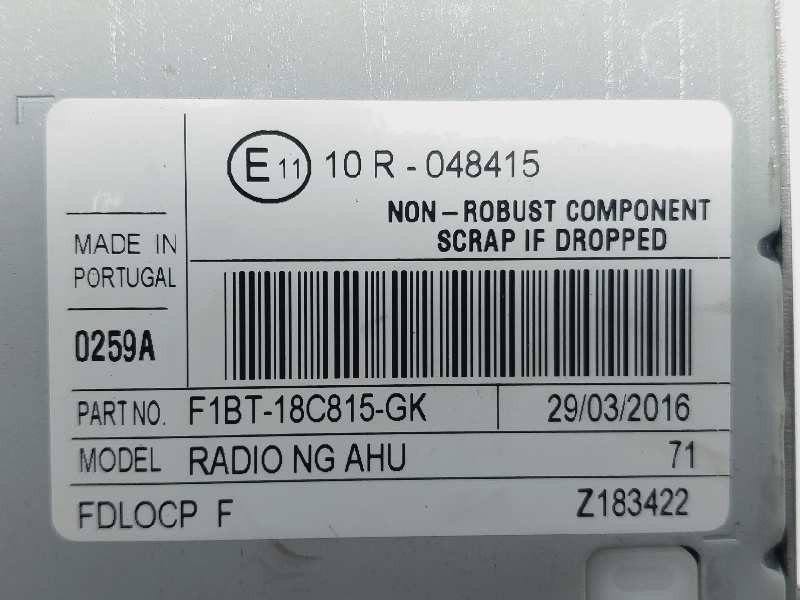 E 11 10 R - 048415
NON - ROBUST COMPONENT
SCRAP IF DROPPED
MADE IN
PORTUGAL
0259A
PART NO. F1BT-18C815-GK 29/03/2016
MODEL RADIO NG AHU 71
FDLOCP F Z183422